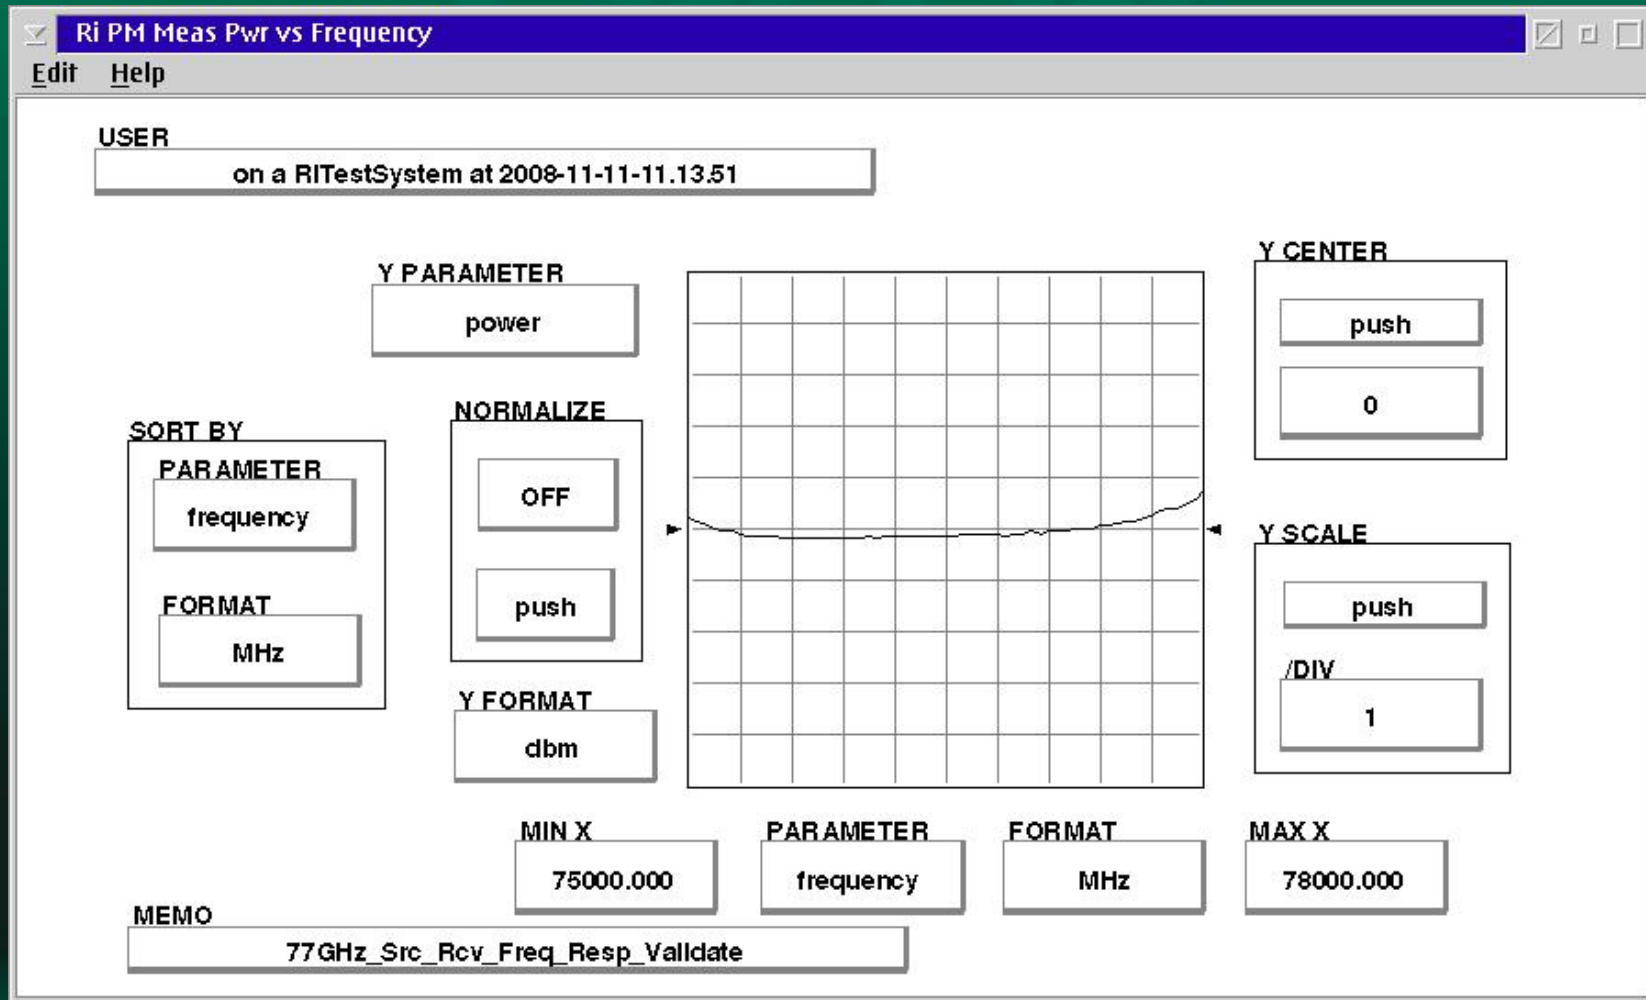 Ri PM Meas Pwr vs Frequency
Edit Help
USER
on a RITestSystem at 2008-11-11-11.13.51
Y PARAMETER
power
Y CENTER
push
0
SORT BY
PARAMETER
frequency
FORMAT
MHz
NORMALIZE
OFF
push
Y FORMAT
dbm
Y SCALE
push
/DIV
1
MIN X
75000.000
PARAMETER
frequency
FORMAT
MHz
MAX X
78000.000
MEMO
77GHz_Src_Rcv_Freq_Resp_Valldate